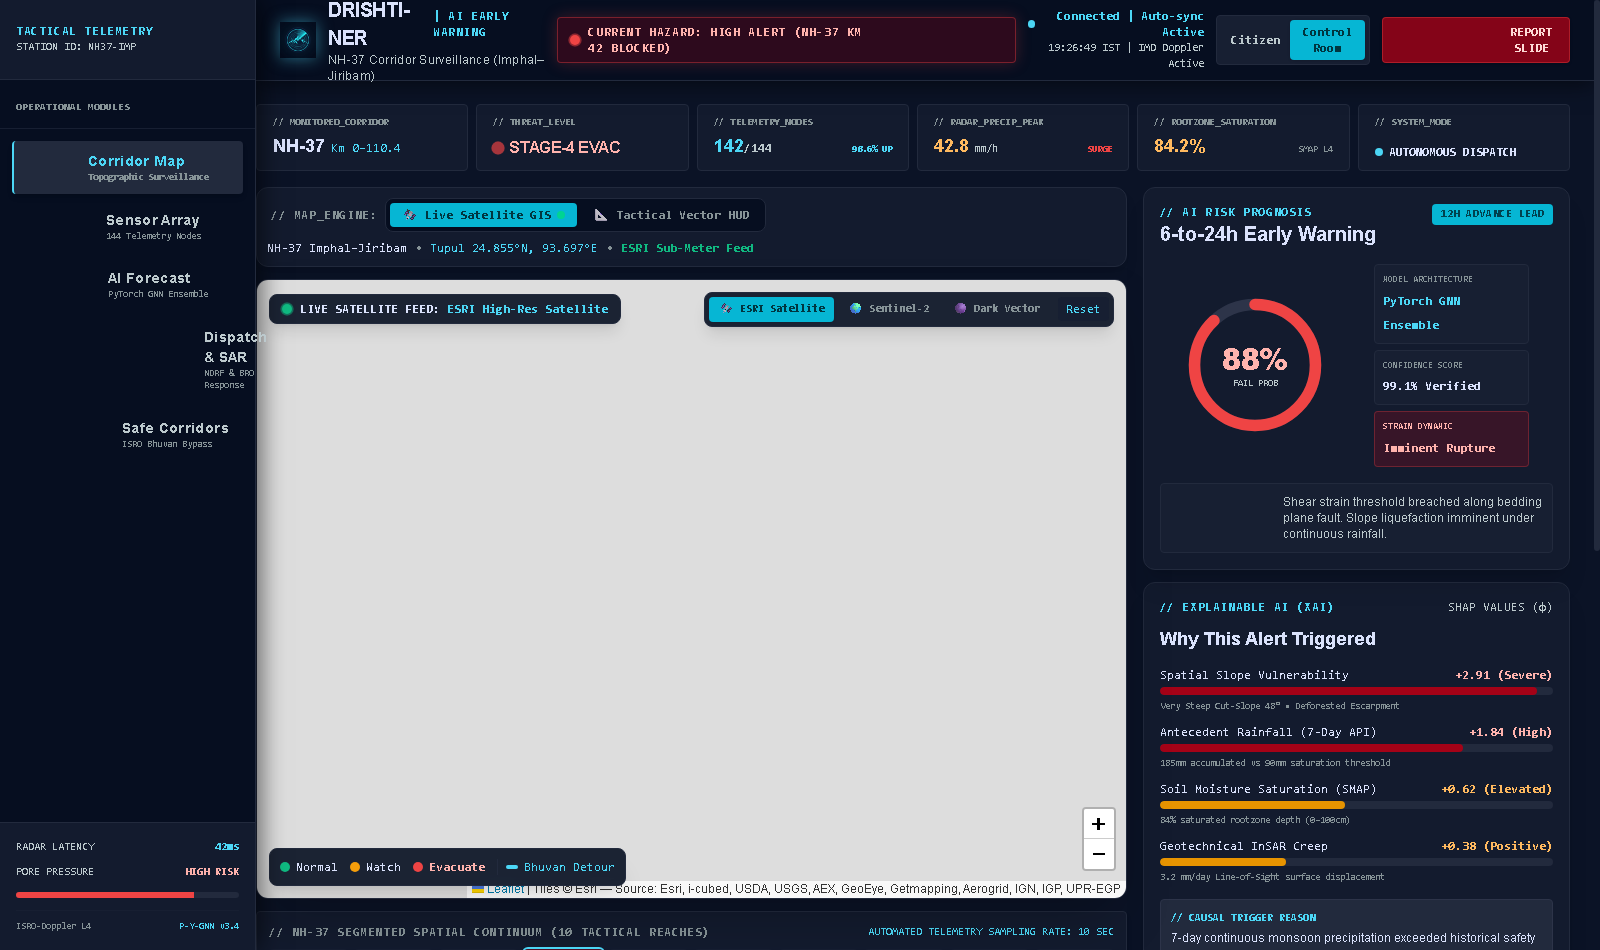 TACTICAL TELEMETRY
STATION ID: NH37-IMP
OPERATIONAL MODULES
Corridor Map
Topographic Surveillance
Sensor Array
144 Telemetry Nodes
AI Forecast
PyTorch GNN Ensemble
Dispatch
& SAR
NDRF & BRO
Response
Safe Corridors
ISRO Bhuvan Bypass
RADAR LATENCY 42ms
PORE PRESSURE HIGH RISK
ISRO-Doppler L4 P-Y-GNN v3.4
DRISHTI-
NER
| AI EARLY
WARNING
NH-37 Corridor Surveillance (Imphal–
Jiribam)
CURRENT HAZARD: HIGH ALERT (NH-37 KM
42 BLOCKED)
Connected | Auto-sync
Active
19:26:49 IST | IMD Doppler
Active
Citizen
Control
Room
REPORT
SLIDE
// MONITORED_CORRIDOR
NH-37 Km 0-110.4
// THREAT_LEVEL
STAGE-4 EVAC
// TELEMETRY_NODES
142/144 98.6% UP
// RADAR_PRECIP_PEAK
42.8 mm/h SURGE
// ROOTZONE_SATURATION
84.2% SMAP L4
// SYSTEM_MODE
AUTONOMOUS DISPATCH
// MAP_ENGINE: Live Satellite GIS Tactical Vector HUD
NH-37 Imphal-Jiribam • Tupul 24.855°N, 93.697°E • ESRI Sub-Meter Feed
LIVE SATELLITE FEED: ESRI High-Res Satellite
ESRI Satellite Sentinel-2 Dark Vector Reset
+
−
Normal Watch Evacuate Bhuvan Detour
Leaflet | Tiles © Esri — Source: Esri, i-cubed, USDA, USGS, AEX, GeoEye, Getmapping, Aerogrid, IGN, IGP, UPR-EGP
// NH-37 SEGMENTED SPATIAL CONTINUUM (10 TACTICAL REACHES) AUTOMATED TELEMETRY SAMPLING RATE: 10 SEC
// AI RISK PROGNOSIS
6-to-24h Early Warning
12H ADVANCE LEAD
88%
FAIL PROB
MODEL ARCHITECTURE
PyTorch GNN
Ensemble
CONFIDENCE SCORE
99.1% Verified
STRAIN DYNAMIC
Imminent Rupture
Shear strain threshold breached along bedding
plane fault. Slope liquefaction imminent under
continuous rainfall.
// EXPLAINABLE AI (XAI) SHAP VALUES (ϕ)
Why This Alert Triggered
Spatial Slope Vulnerability +2.91 (Severe)
Very Steep Cut-Slope 48° • Deforested Escarpment
Antecedent Rainfall (7-Day API) +1.84 (High)
185mm accumulated vs 90mm saturation threshold
Soil Moisture Saturation (SMAP) +0.62 (Elevated)
84% saturated rootzone depth (0-100cm)
Geotechnical InSAR Creep +0.38 (Positive)
3.2 mm/day Line-of-Sight surface displacement
// CAUSAL TRIGGER REASON
7-day continuous monsoon precipitation exceeded historical safety